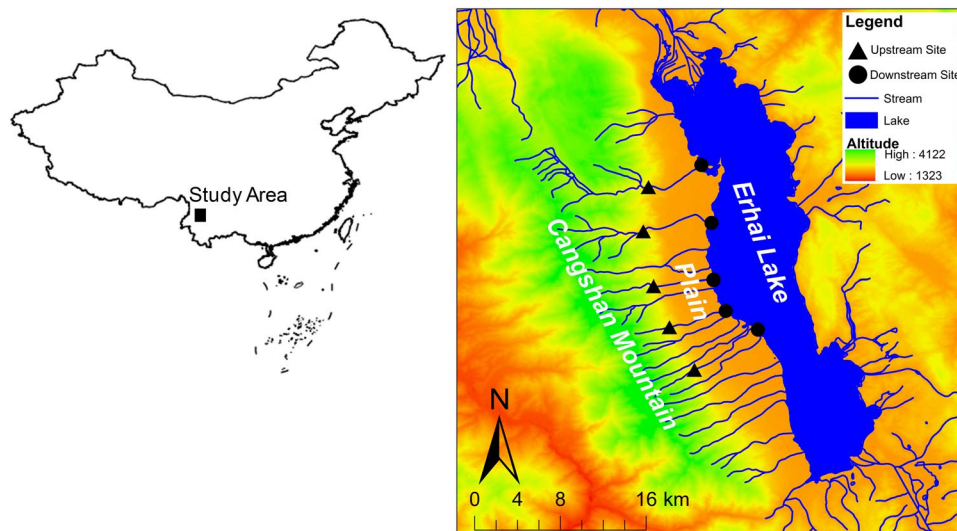 Study Area
Legend
Upstream Site
Downstream Site
Stream
Lake
Altitude
High : 4122
Low : 1323
Cangshan Mountain
Plain
Erhai Lake
N
0 4 8 16 km